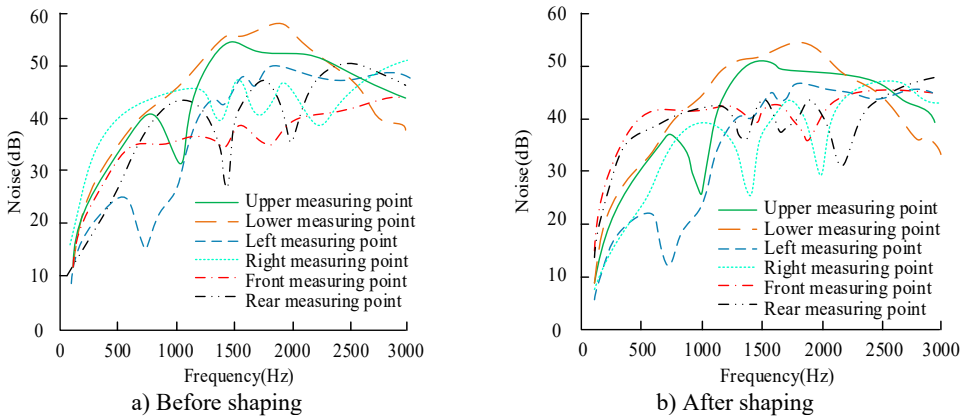 60
50
40
30
20
10
0
Noise(dB)
Upper measuring point
Lower measuring point
Left measuring point
Right measuring point
Front measuring point
Rear measuring point
0 500 1000 1500 2000 2500 3000
Frequency(Hz)
a) Before shaping
60
50
40
30
20
10
0
Noise(dB)
Upper measuring point
Lower measuring point
Left measuring point
Right measuring point
Front measuring point
Rear measuring point
0 500 1000 1500 2000 2500 3000
Frequency(Hz)
b) After shaping